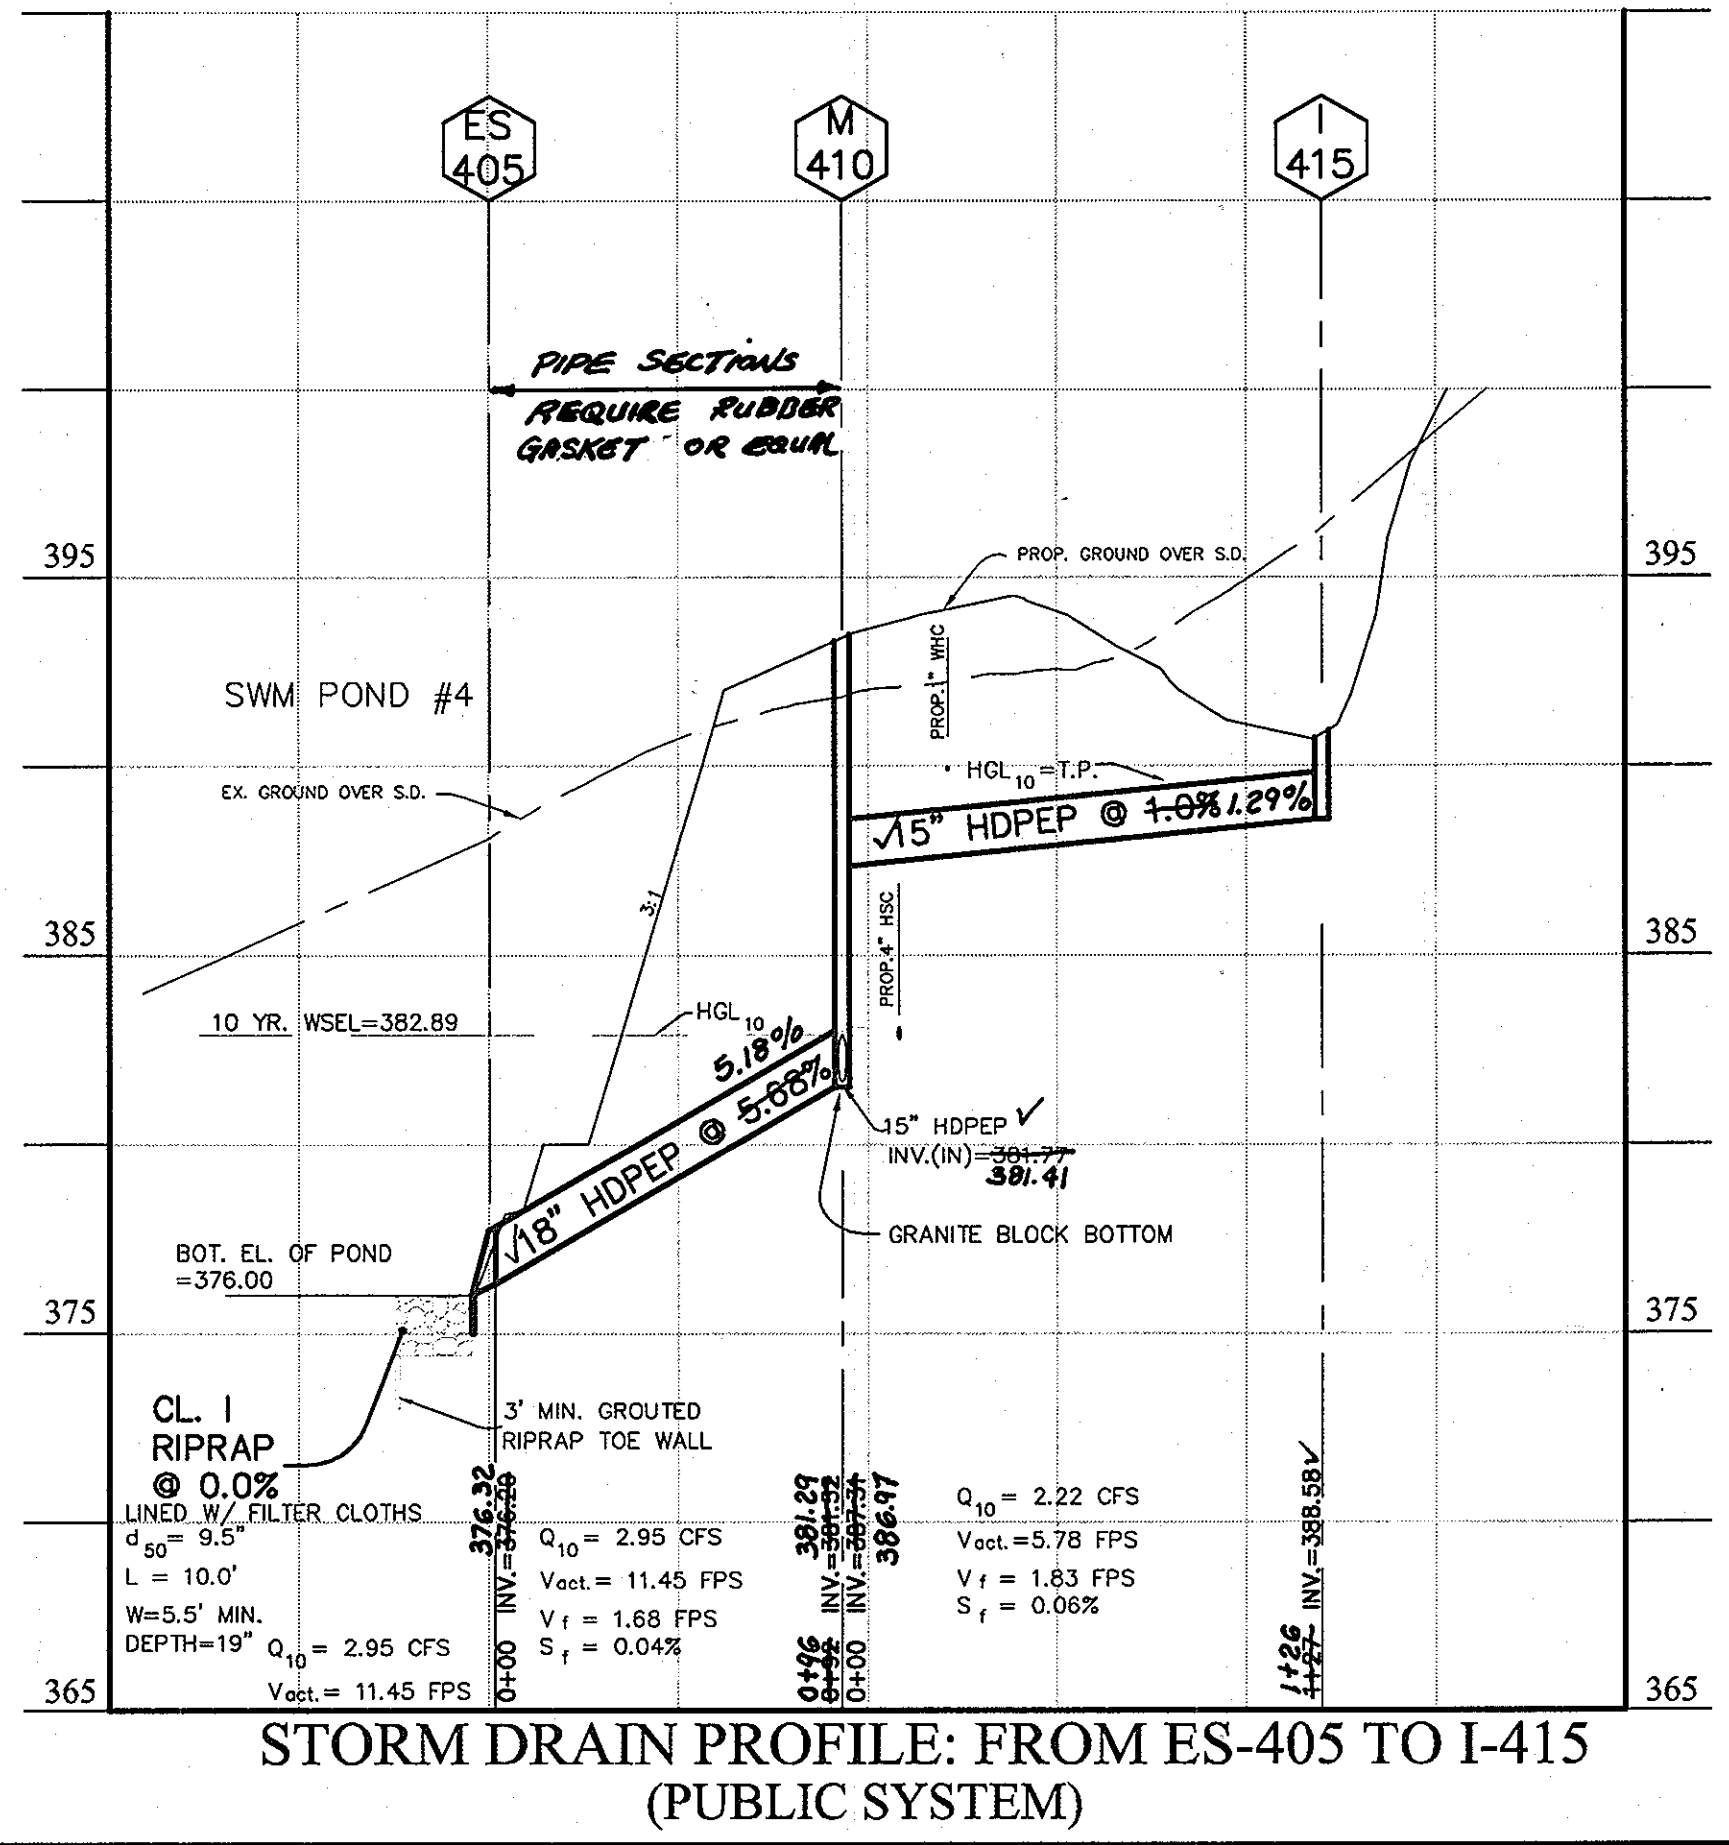 ES
405
M
410
I
415
PIPE SECTIONS
REQUIRE RUBBER
GASKET OR EQUAL
395
395
PROP. GROUND OVER S.D.
PROP. 1" WHC
SWM POND #4
HGL10=T.P.
EX. GROUND OVER S.D.
✓15" HDPEP @ 1.0% 1.29%
3:1
385
385
PROP. 4" HSC
10 YR. WSEL=382.89
HGL10
5.18%
✓18" HDPEP @ 5.68%
15" HDPEP ✓
INV.(IN)=381.77
381.41
GRANITE BLOCK BOTTOM
BOT. EL. OF POND
=376.00
375
375
CL. I
RIPRAP
@ 0.0%
3' MIN. GROUTED
RIPRAP TOE WALL
LINED W/ FILTER CLOTHS
d50= 9.5"
L = 10.0'
W=5.5' MIN.
DEPTH=19"
Q10= 2.95 CFS
Vact.= 11.45 FPS
376.32
0+00 INV.=376.20
Q10= 2.95 CFS
Vact.= 11.45 FPS
Vf = 1.68 FPS
Sf = 0.04%
0+96 381.29
0+92 INV.=381.52
0+00 INV.=387.31
386.97
Q10= 2.22 CFS
Vact.=5.78 FPS
Vf = 1.83 FPS
Sf = 0.06%
1+26
1+27 INV.=388.58✓
365
365
STORM DRAIN PROFILE: FROM ES-405 TO I-415
(PUBLIC SYSTEM)